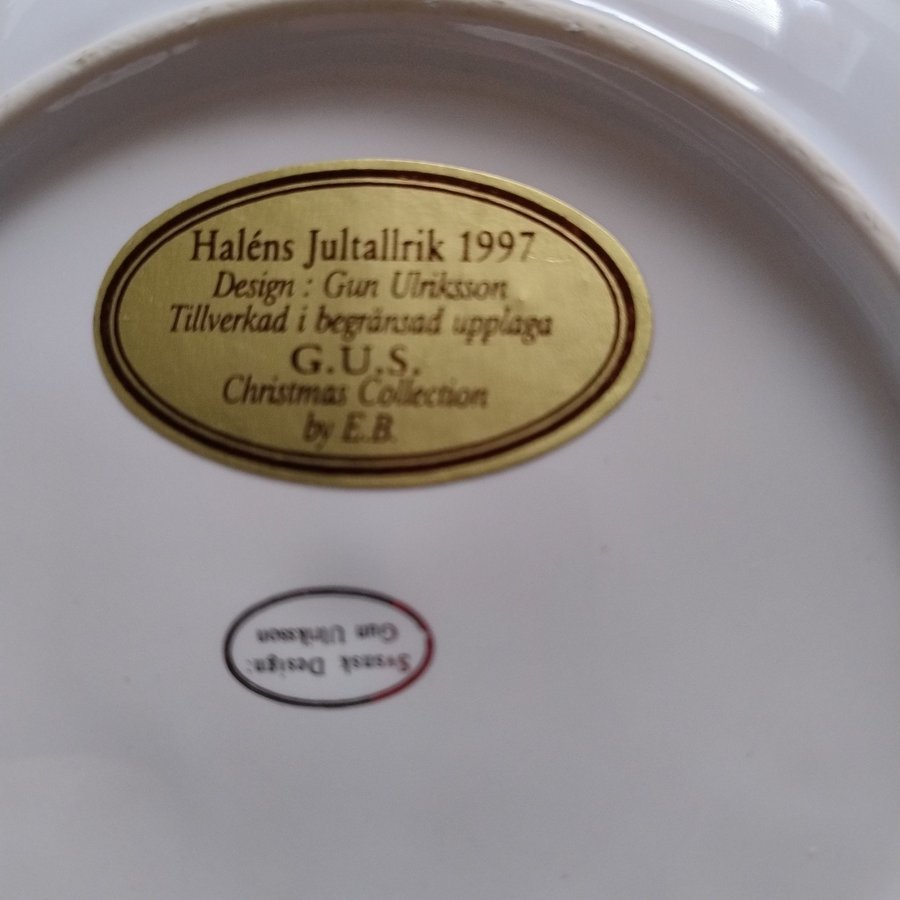 Haléns Jultallrik 1997
Design : Gun Ulriksson
Tillverkad i begränsad upplaga
G.U.S.
Christmas Collection
by E.B.
Svensk Design:
Gun Ulriksson